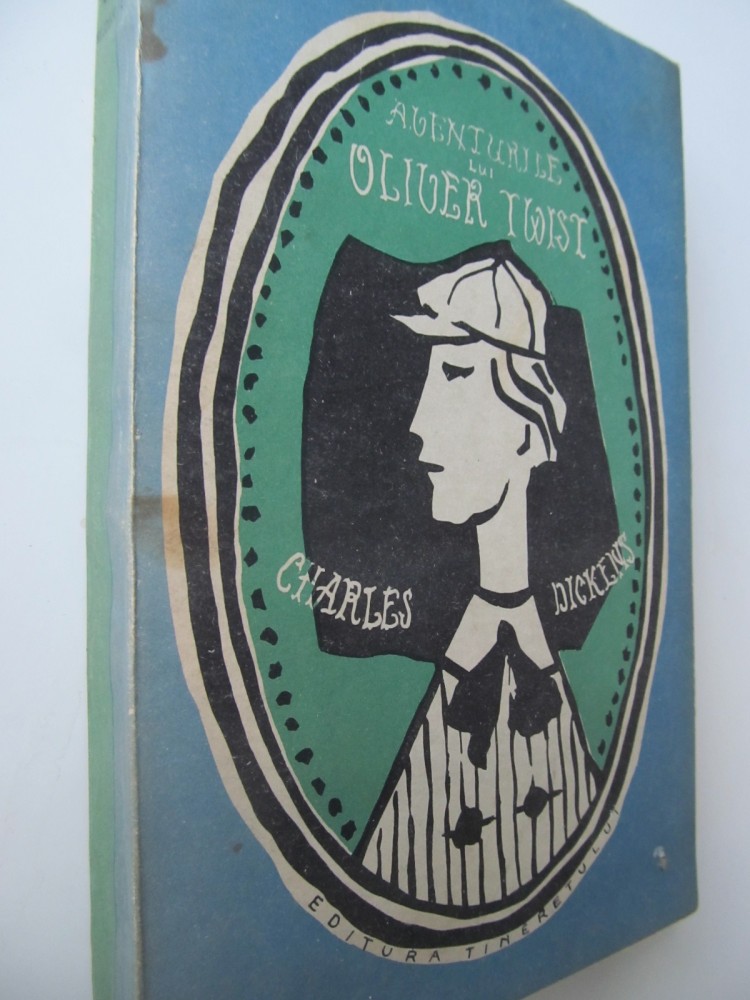 AVENTURILE
LUI
OLIVER TWIST
CHARLES DICKENS
EDITURA TINERETULUI